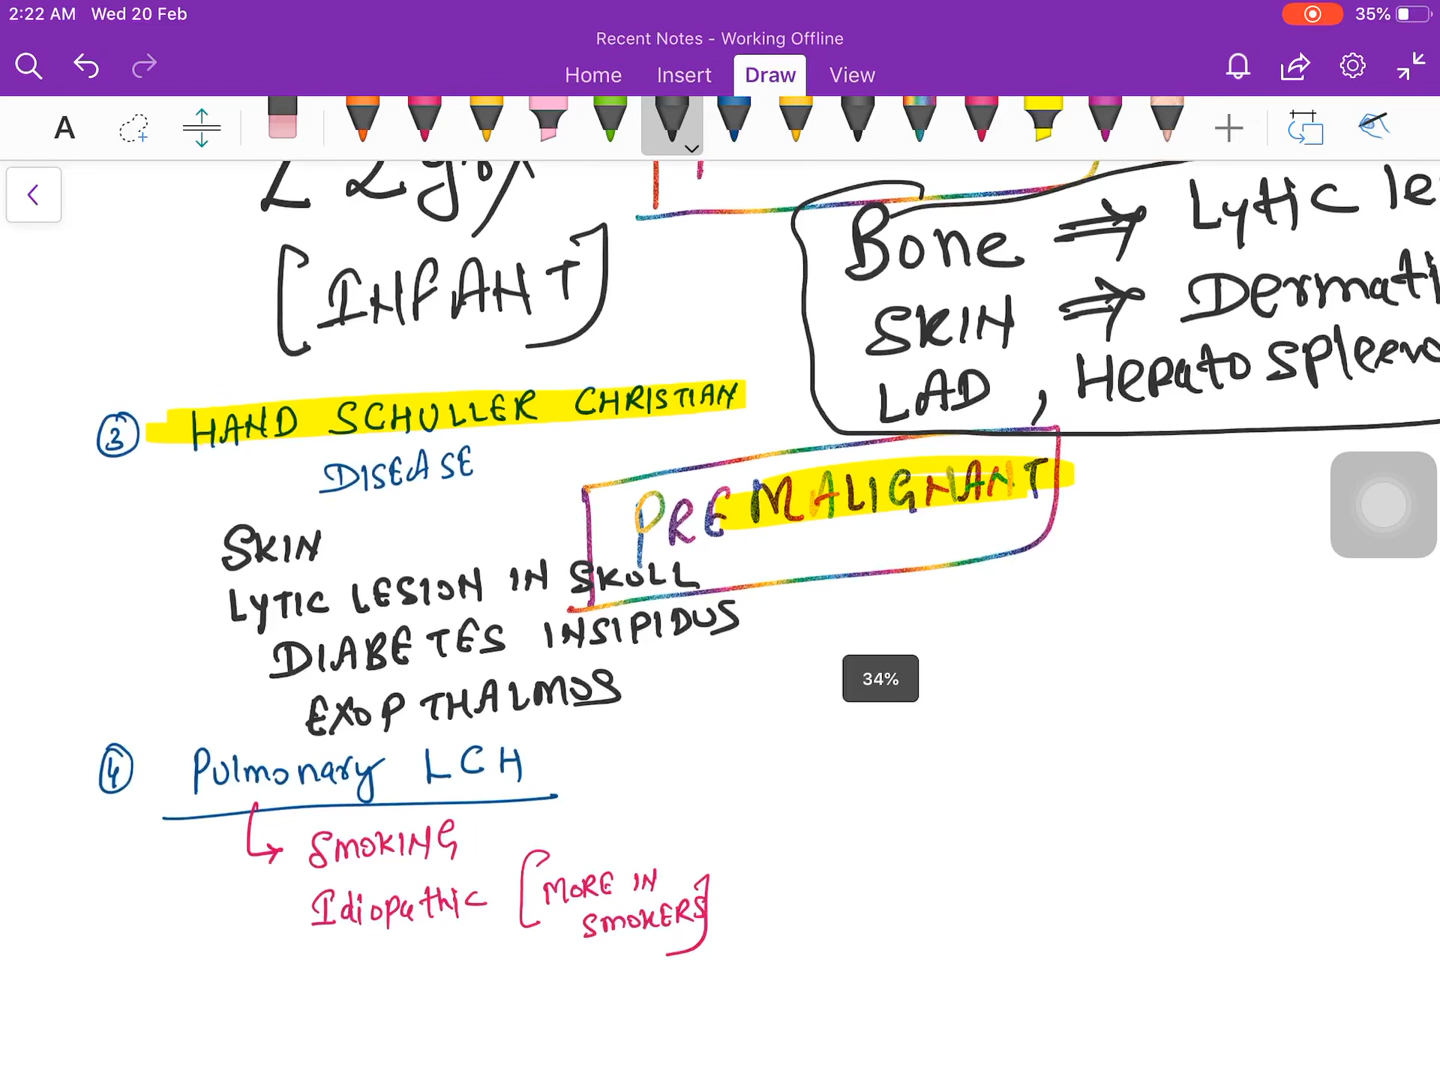 2:22 AM Wed 20 Feb
35%
Recent Notes - Working Offline
Home Insert Draw View
A
[INFANT]
Bone ⇒ Lytic le
SKIN ⇒ Dermati
LAD , Hepato spleeno
③ HAND SCHULLER CHRISTIAN
DISEASE
PREMALIGNANT
SKIN
LYTIC LESION IN SKULL
DIABETES INSIPIDUS
EXOPTHALMOS
34%
④ Pulmonary LCH
↳ SMOKING
Idiopathic [MORE IN
SMOKERS]